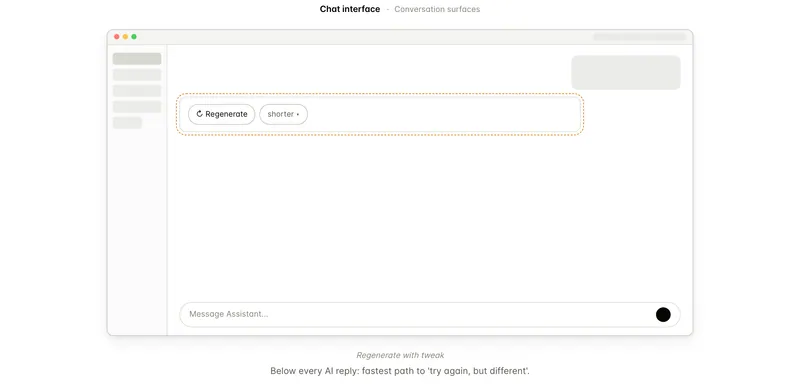 Chat interface · Conversation surfaces
↻ Regenerate shorter ▾
Message Assistant...
Regenerate with tweak
Below every AI reply: fastest path to 'try again, but different'.